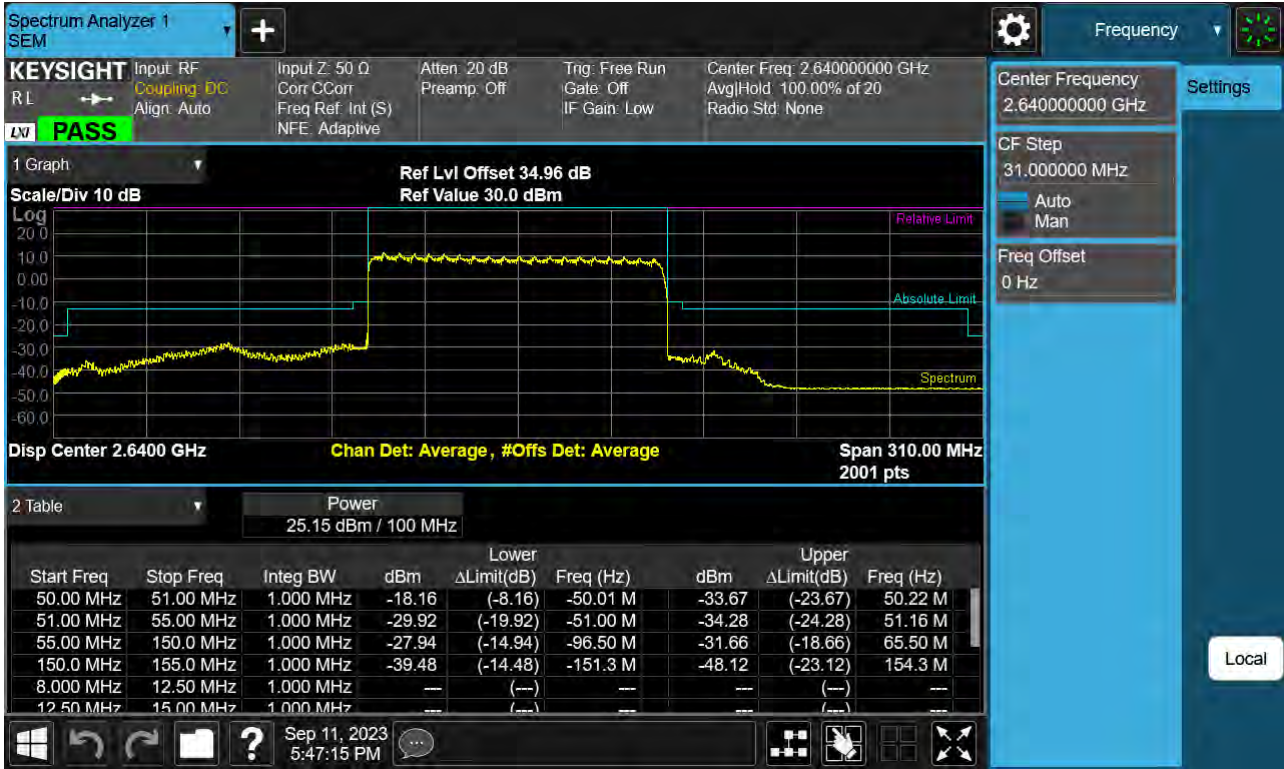 Spectrum Analyzer 1
SEM
Frequency
KEYSIGHT
Input: RF
Coupling: DC
Align: Auto
Input Z: 50 Ω
Corr CCorr
Freq Ref: Int (S)
NFE: Adaptive
Atten: 20 dB
Preamp: Off
Trig: Free Run
Gate: Off
IF Gain: Low
Center Freq: 2.640000000 GHz
Avg|Hold: 100.00% of 20
Radio Std: None
R L
LXI PASS
Center Frequency
2.640000000 GHz
Settings
CF Step
31.000000 MHz
Auto
Man
Freq Offset
0 Hz
Local
1 Graph
Scale/Div 10 dB
Ref Lvl Offset 34.96 dB
Ref Value 30.0 dBm
Log
20.0
10.0
0.00
-10.0
-20.0
-30.0
-40.0
-50.0
-60.0
Relative Limit
Absolute Limit
Spectrum
Disp Center 2.6400 GHz Chan Det: Average, #Offs Det: Average Span 310.00 MHz
2001 pts
2 Table
Power
25.15 dBm / 100 MHz
Lower Upper
Start Freq Stop Freq Integ BW dBm ΔLimit(dB) Freq (Hz) dBm ΔLimit(dB) Freq (Hz)
50.00 MHz 51.00 MHz 1.000 MHz -18.16 (-8.16) -50.01 M -33.67 (-23.67) 50.22 M
51.00 MHz 55.00 MHz 1.000 MHz -29.92 (-19.92) -51.00 M -34.28 (-24.28) 51.16 M
55.00 MHz 150.0 MHz 1.000 MHz -27.94 (-14.94) -96.50 M -31.66 (-18.66) 65.50 M
150.0 MHz 155.0 MHz 1.000 MHz -39.48 (-14.48) -151.3 M -48.12 (-23.12) 154.3 M
8.000 MHz 12.50 MHz 1.000 MHz --- (---) --- --- (---) ---
12.50 MHz 15.00 MHz 1.000 MHz --- (---) --- --- (---) ---
Sep 11, 2023
5:47:15 PM